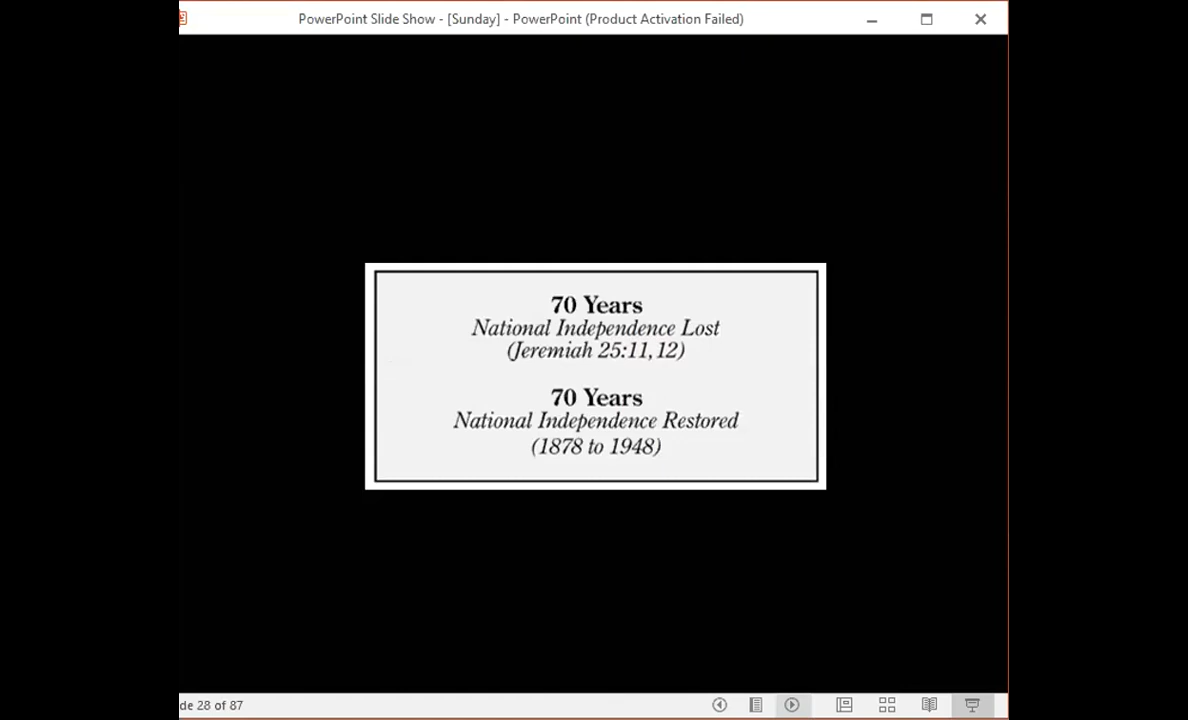 PowerPoint Slide Show - [Sunday] - PowerPoint (Product Activation Failed)
70 Years
National Independence Lost
(Jeremiah 25:11, 12)
70 Years
National Independence Restored
(1878 to 1948)
de 28 of 87